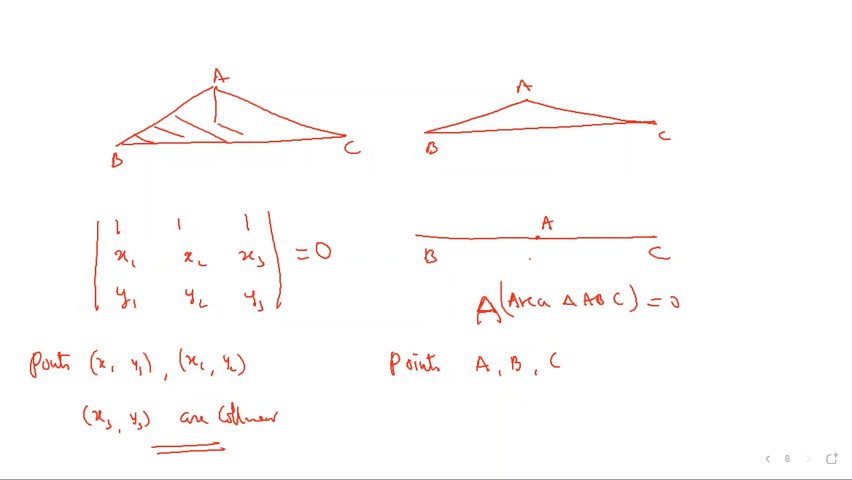 A
B
C
A
B
C
| 1 1 1 |
| x₁ x₂ x₃ | = 0
| y₁ y₂ y₃ |
A
B
C
A(Area Δ ABC) = 0
points (x₁ y₁), (x₂, y₂)
(x₃, y₃) are Collinear
points A, B, C
8